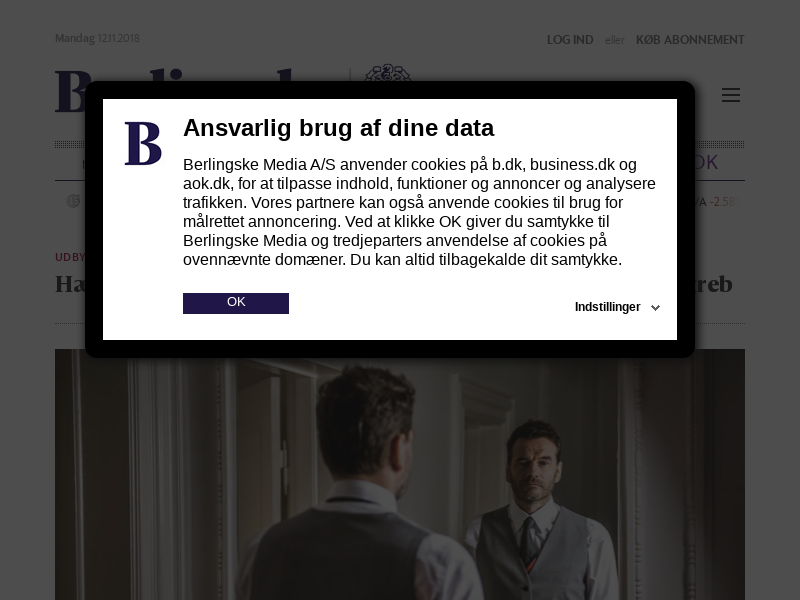 Mandag 12.11.2018
LOG IND eller KØB ABONNEMENT
B
Ansvarlig brug af dine data
Berlingske Media A/S anvender cookies på b.dk, business.dk og
aok.dk, for at tilpasse indhold, funktioner og annoncer og analysere
trafikken. Vores partnere kan også anvende cookies til brug for
målrettet annoncering. Ved at klikke OK giver du samtykke til
Berlingske Media og tredjeparters anvendelse af cookies på
ovennævnte domæner. Du kan altid tilbagekalde dit samtykke.
OK
Indstillinger
OK
/A -2.58
UDBY
Hæ
reb